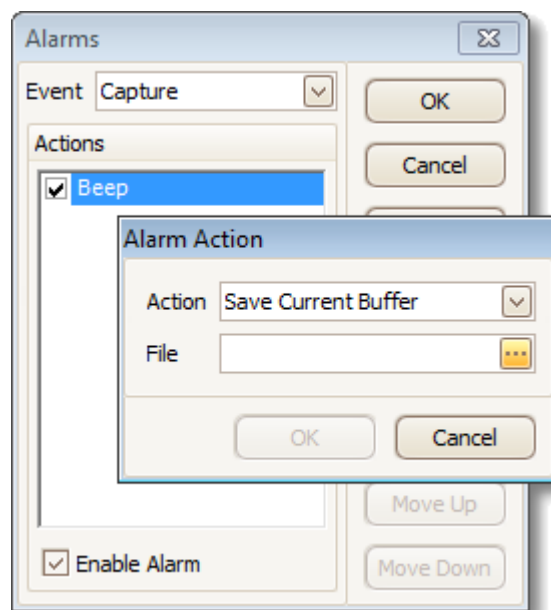 Alarms
Event Capture
OK
Actions
Cancel
Beep
Alarm Action
Action Save Current Buffer
File
OK Cancel
Move Up
Enable Alarm
Move Down